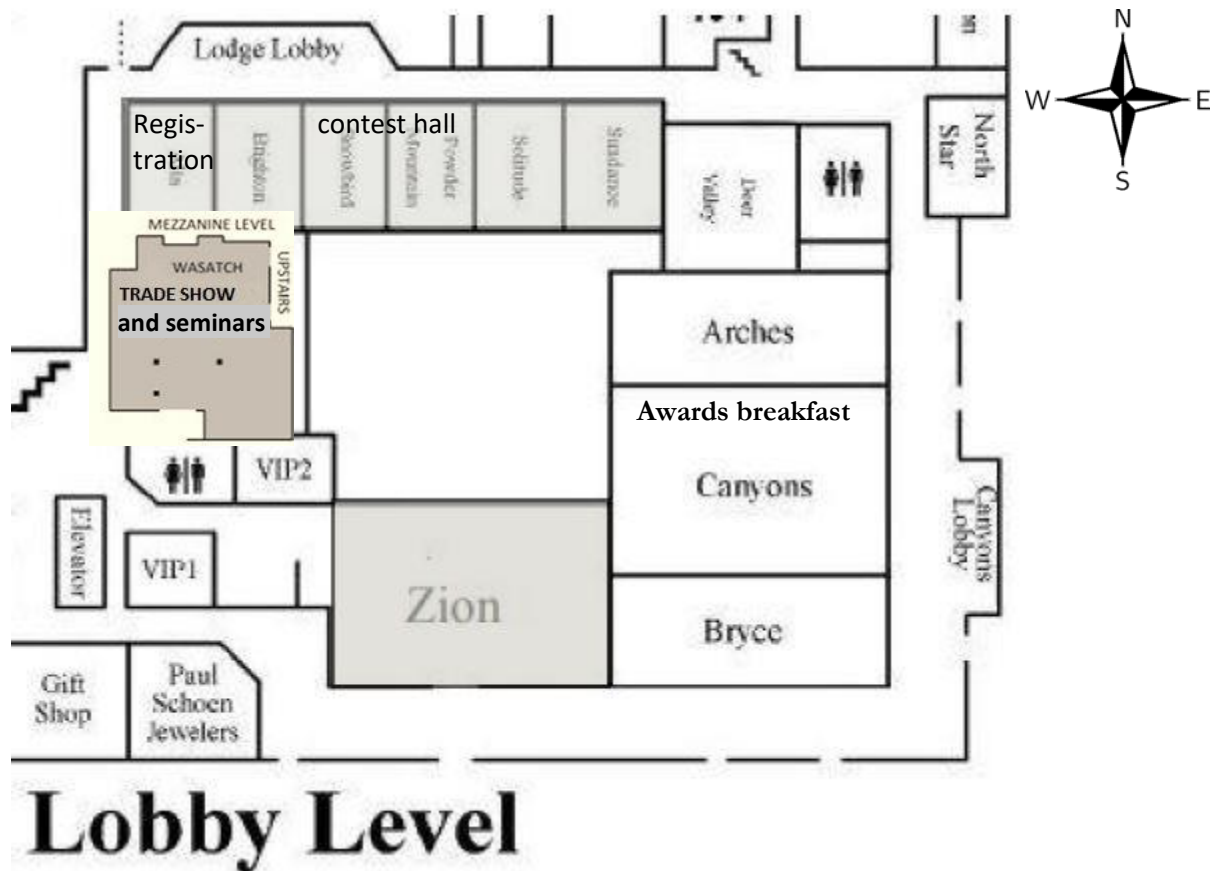 N
W
E
S
Lodge Lobby
Regis-
tration
contest hall
Brighton
Snowbird
Powder
Mountain
Solitude
Sundance
Deer
Valley
North
Star
MEZZANINE LEVEL
WASATCH
UPSTAIRS
TRADE SHOW
and seminars
Arches
Awards breakfast
Canyons
Canyons
Lobby
VIP2
Elevator
VIP1
Zion
Bryce
Gift
Shop
Paul
Schoen
Jewelers
Lobby Level